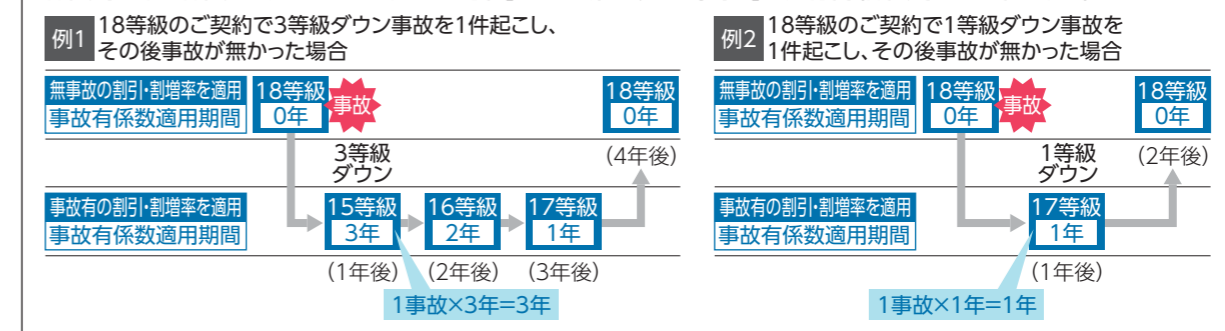 例1
18等級のご契約で3等級ダウン事故を1件起こし、
その後事故が無かった場合
無事故の割引・割増率を適用
事故有係数適用期間
18等級
0年
事故
18等級
0年
3等級
ダウン
(4年後)
事故有の割引・割増率を適用
事故有係数適用期間
15等級
3年
16等級
2年
17等級
1年
(1年後)
(2年後)
(3年後)
1事故×3年=3年
例2
18等級のご契約で1等級ダウン事故を
1件起こし、その後事故が無かった場合
無事故の割引・割増率を適用
事故有係数適用期間
18等級
0年
事故
18等級
0年
1等級
ダウン
(2年後)
事故有の割引・割増率を適用
事故有係数適用期間
17等級
1年
(1年後)
1事故×1年=1年